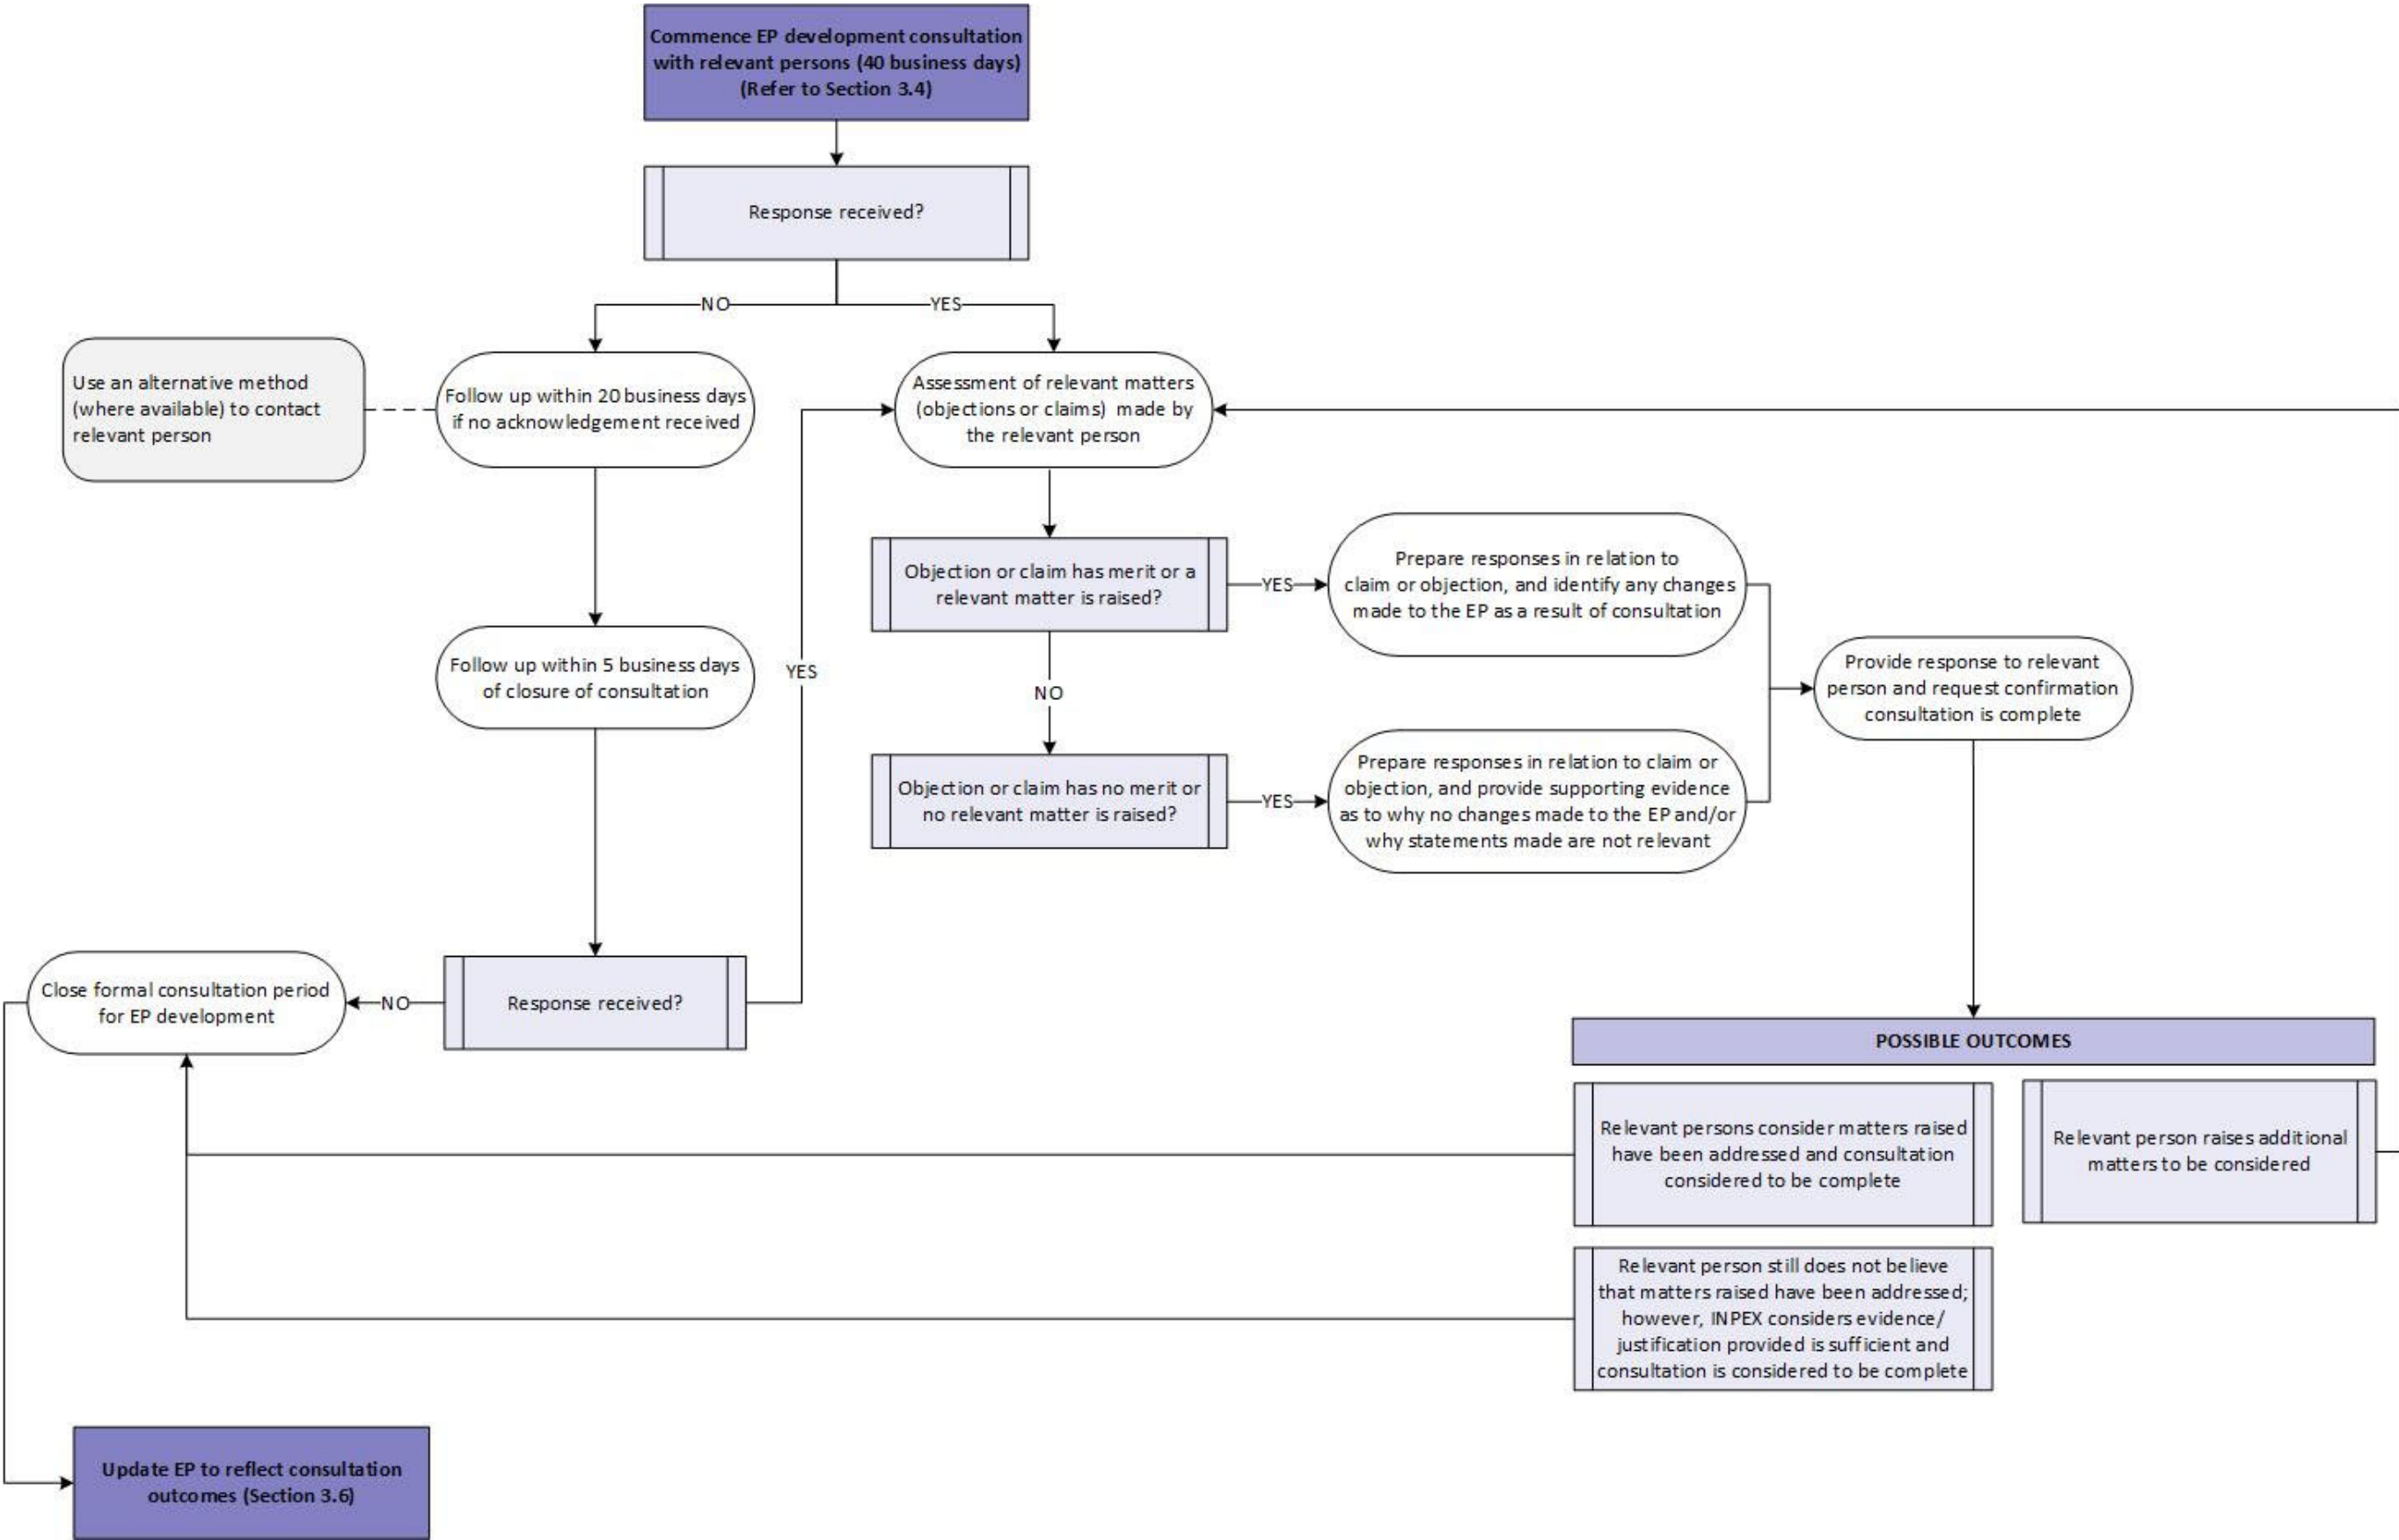 Commence EP development consultation
with relevant persons (40 business days)
(Refer to Section 3.4)
Response received?
NO
YES
Use an alternative method
(where available) to contact
relevant person
Follow up within 20 business days
if no acknowledgement received
Assessment of relevant matters
(objections or claims) made by
the relevant person
Objection or claim has merit or a
relevant matter is raised?
YES
Prepare responses in relation to
claim or objection, and identify any changes
made to the EP as a result of consultation
Follow up within 5 business days
of closure of consultation
YES
NO
Provide response to relevant
person and request confirmation
consultation is complete
Objection or claim has no merit or
no relevant matter is raised?
YES
Prepare responses in relation to claim or
objection, and provide supporting evidence
as to why no changes made to the EP and/or
why statements made are not relevant
Close formal consultation period
for EP development
NO
Response received?
POSSIBLE OUTCOMES
Relevant persons consider matters raised
have been addressed and consultation
considered to be complete
Relevant person raises additional
matters to be considered
Relevant person still does not believe
that matters raised have been addressed;
however, INPEX considers evidence/
justification provided is sufficient and
consultation is considered to be complete
Update EP to reflect consultation
outcomes (Section 3.6)